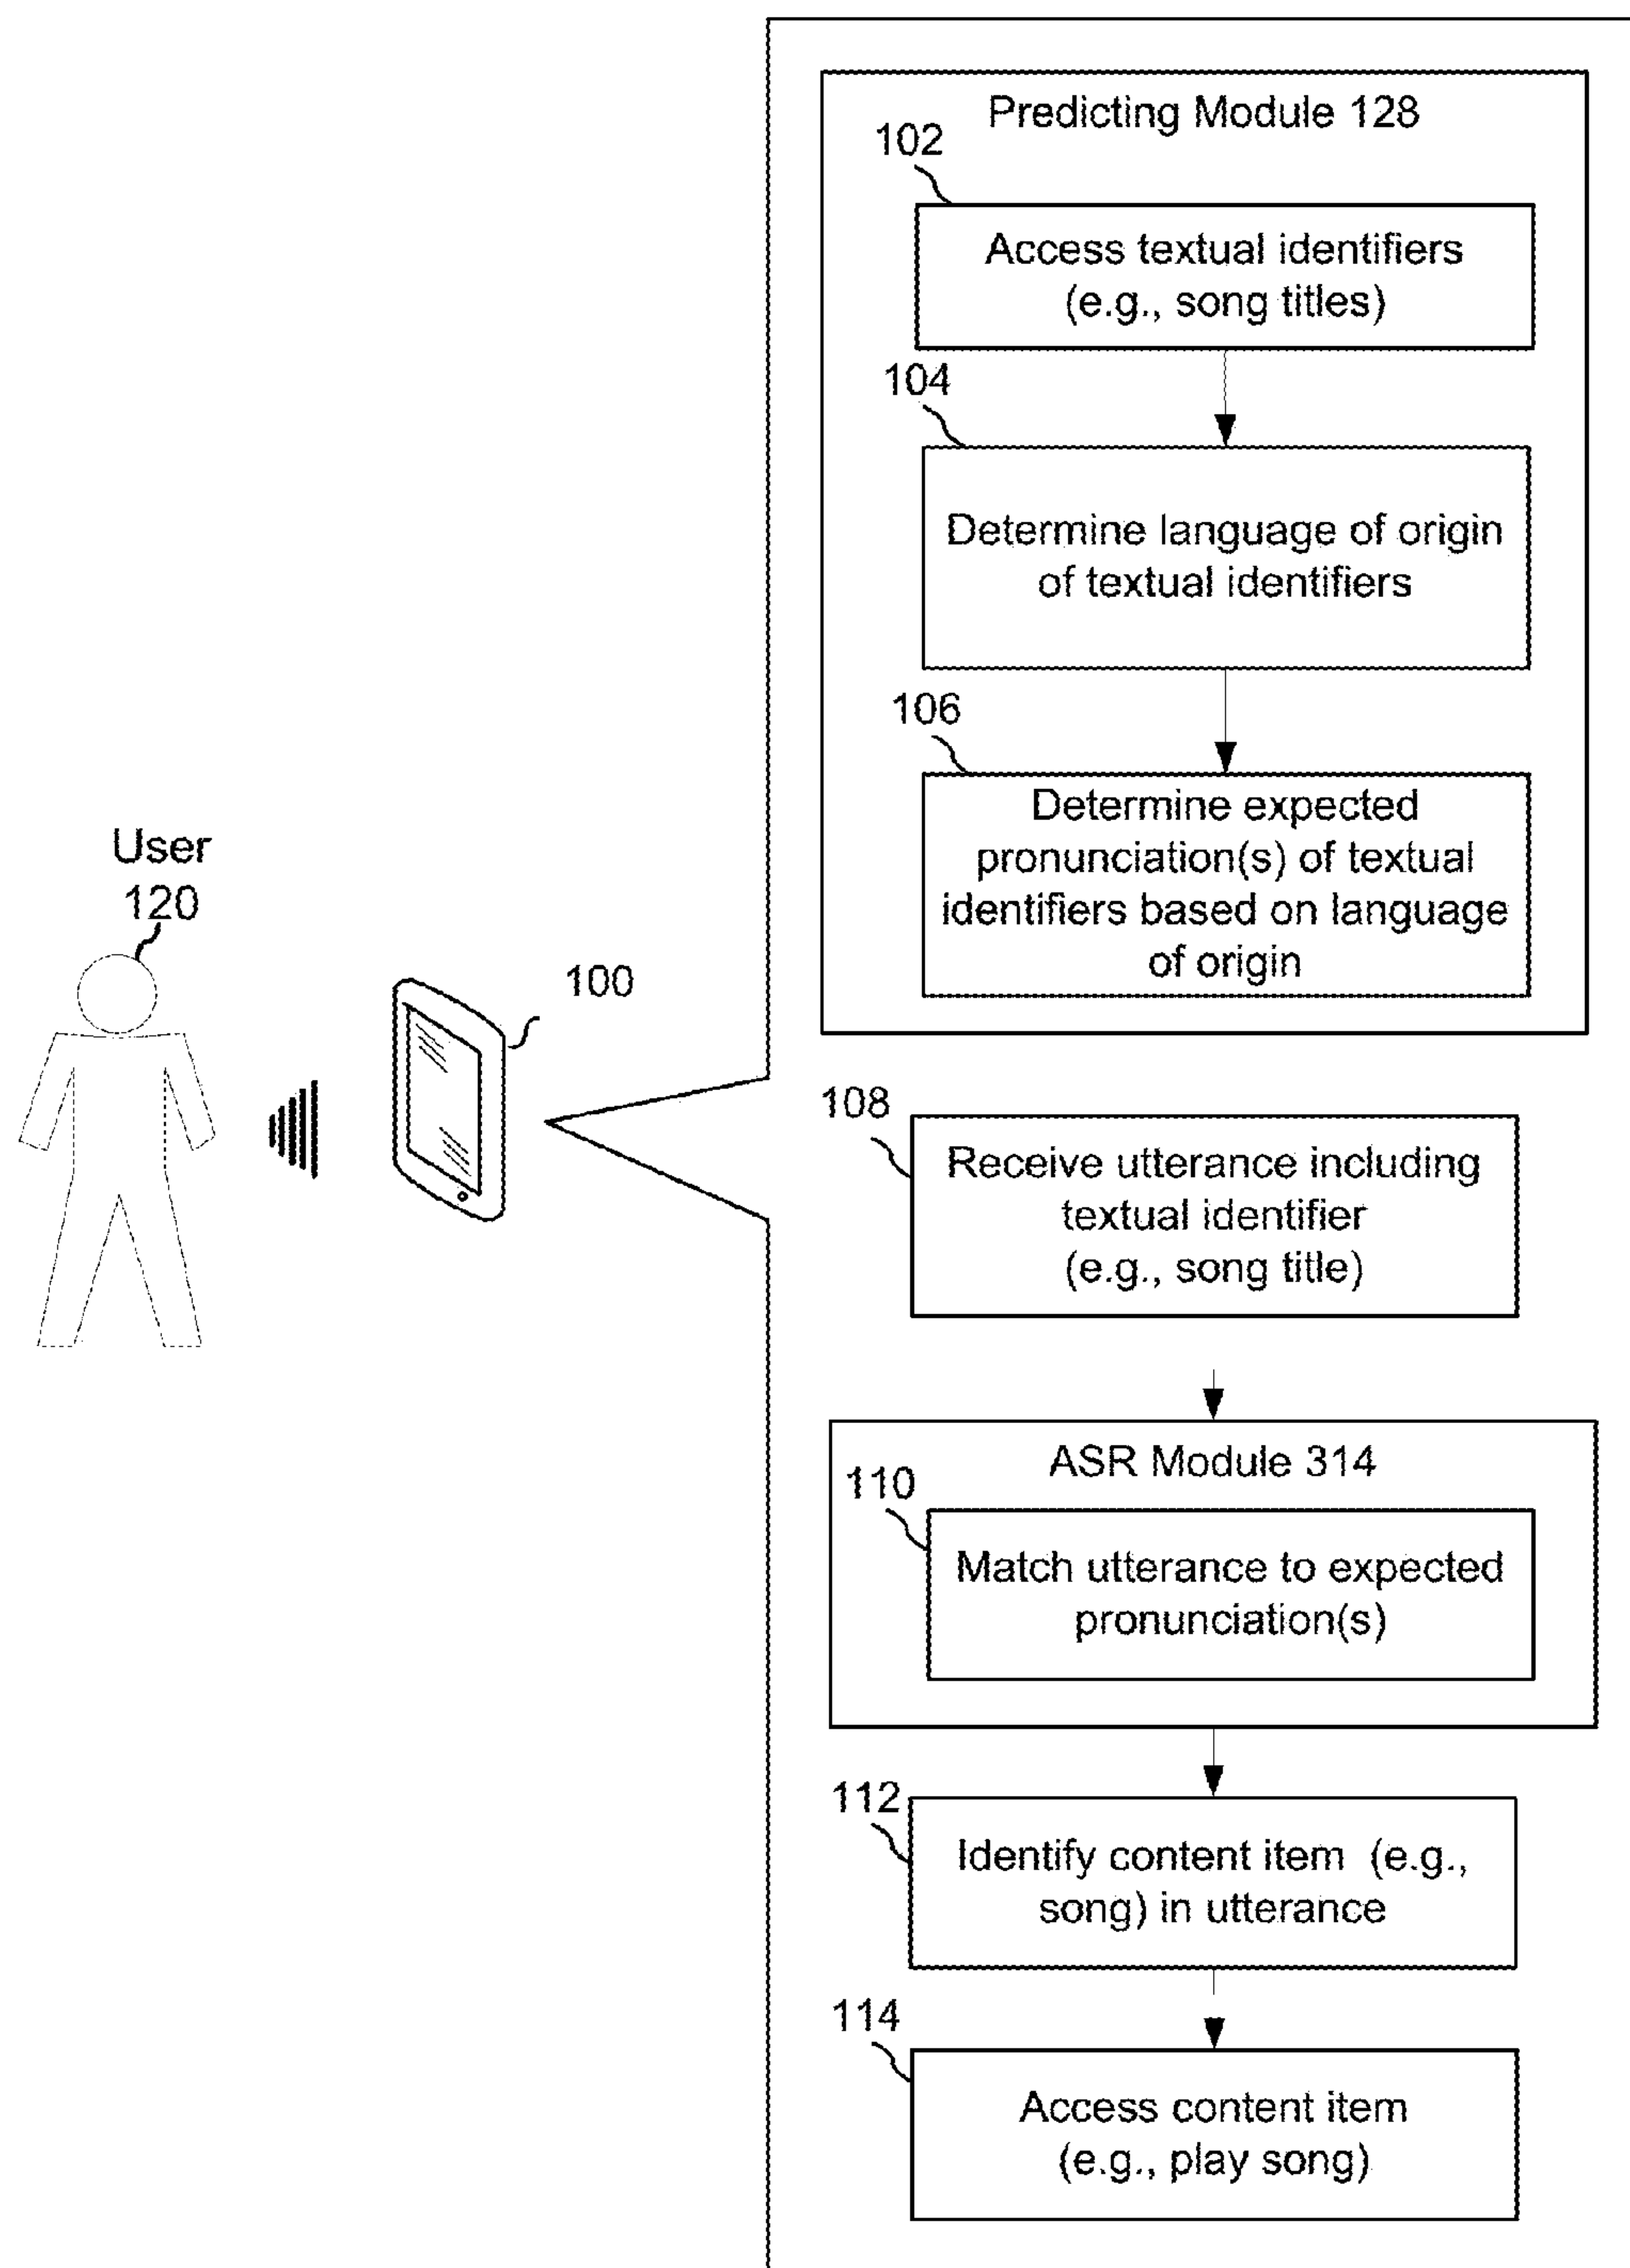 Predicting Module 128
102
Access textual identifiers
(e.g., song titles)
104
Determine language of origin
of textual identifiers
106
Determine expected
pronunciation(s) of textual
identifiers based on language
of origin
User
120
100
108
Receive utterance including
textual identifier
(e.g., song title)
ASR Module 314
110
Match utterance to expected
pronunciation(s)
112
Identify content item (e.g.,
song) in utterance
114
Access content item
(e.g., play song)